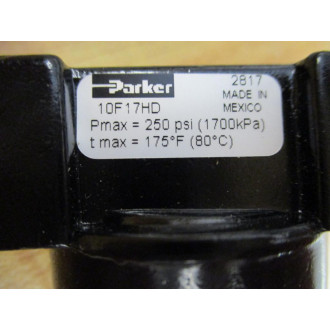 Parker
2817
MADE IN
MEXICO
10F17HD
Pmax = 250 psi (1700kPa)
t max = 175°F (80°C)